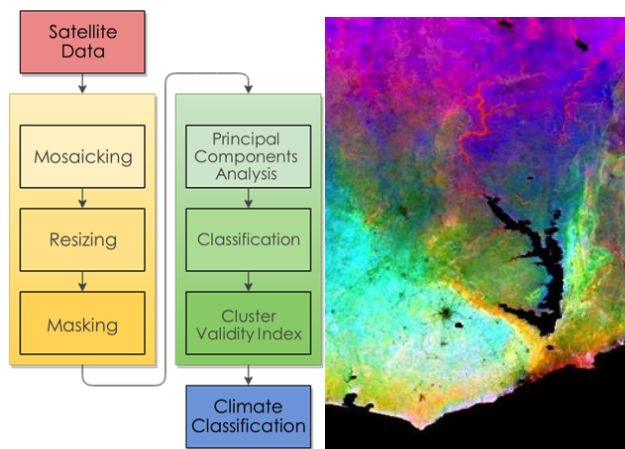 Satellite
Data
Mosaicking
Resizing
Masking
Principal
Components
Analysis
Classification
Cluster
Validity Index
Climate
Classification